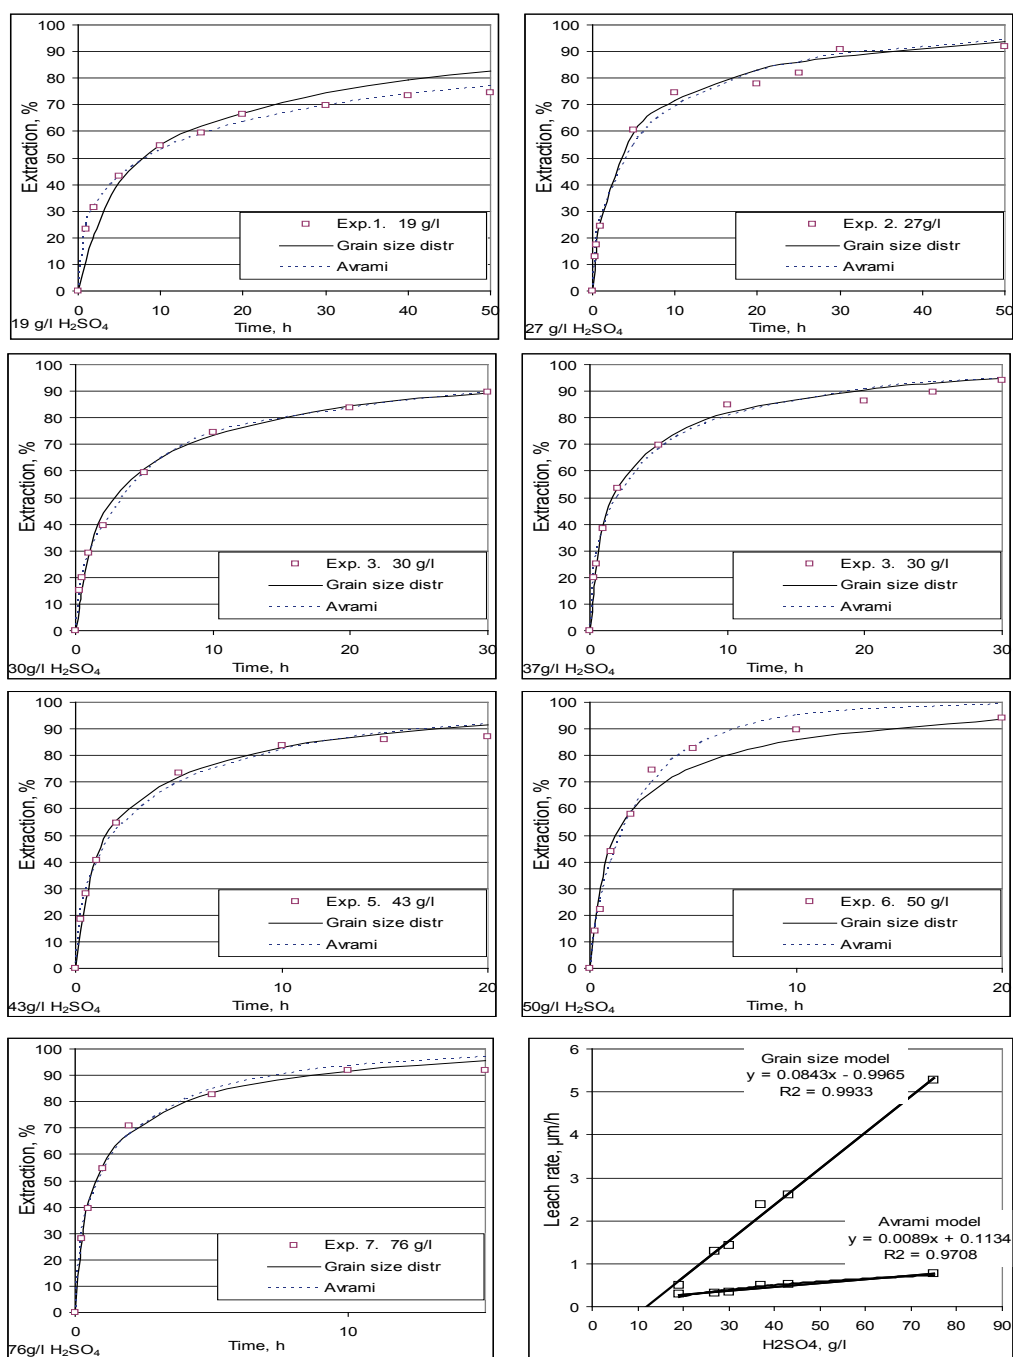 100
90
80
70
60
50
40
30
20
10
0
Extraction, %
Exp.1. 19 g/l
Grain size distr
Avrami
0 10 20 30 40 50
19 g/l H₂SO₄
Time, h
100
90
80
70
60
50
40
30
20
10
0
Extraction, %
Exp. 2. 27g/l
Grain size distr
Avrami
0 10 20 30 40 50
27 g/l H₂SO₄
Time, h
100
90
80
70
60
50
40
30
20
10
0
Extraction, %
Exp. 3. 30 g/l
Grain size distr
Avrami
0 10 20 30
30g/l H₂SO₄
Time, h
100
90
80
70
60
50
40
30
20
10
0
Extraction, %
Exp. 3. 30 g/l
Grain size distr
Avrami
0 10 20 30
37g/l H₂SO₄
Time, h
100
90
80
70
60
50
40
30
20
10
0
Extraction, %
Exp. 5. 43 g/l
Grain size distr
Avrami
0 10 20
43g/l H₂SO₄
Time, h
100
90
80
70
60
50
40
30
20
10
0
Extraction, %
Exp. 6. 50 g/l
Grain size distr
Avrami
0 10 20
50g/l H₂SO₄
Time, h
100
90
80
70
60
50
40
30
20
10
0
Extraction, %
Exp. 7. 76 g/l
Grain size distr
Avrami
0 10
76g/l H₂SO₄
Time, h
6
5
4
3
2
1
0
Leach rate, µm/h
Grain size model
y = 0.0843x - 0.9965
R2 = 0.9933
Avrami model
y = 0.0089x + 0.1134
R2 = 0.9708
0 10 20 30 40 50 60 70 80 90
H2SO4, g/l